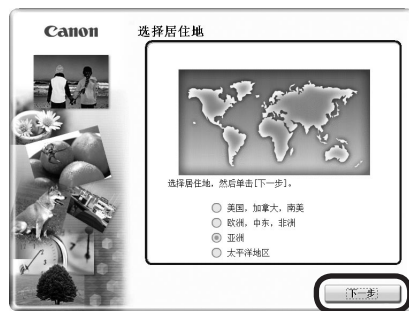 Canon
选择居住地
选择居住地，然后单击[下一步]。
美国，加拿大，南美
欧洲，中东，非洲
亚洲
太平洋地区
下一步